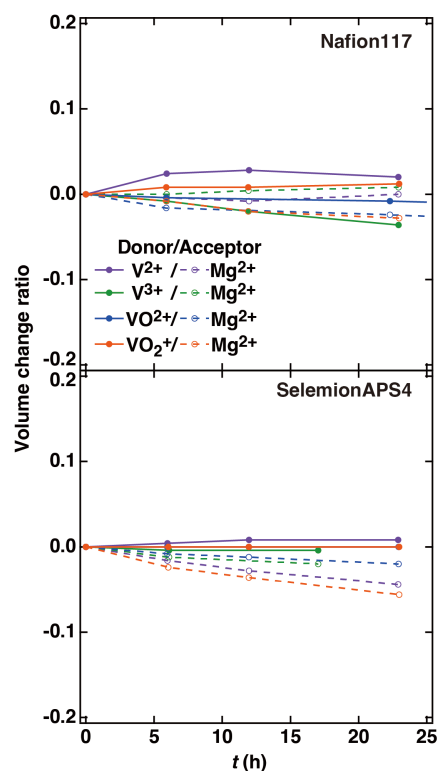 Nafion117
0.2
0.1
0.0
-0.1
-0.2
Donor/Acceptor
V²⁺ / Mg²⁺
V³⁺ / Mg²⁺
VO²⁺/ Mg²⁺
VO₂⁺/ Mg²⁺
Volume change ratio
SelemionAPS4
0.2
0.1
0.0
-0.1
-0.2
0 5 10 15 20 25
t (h)